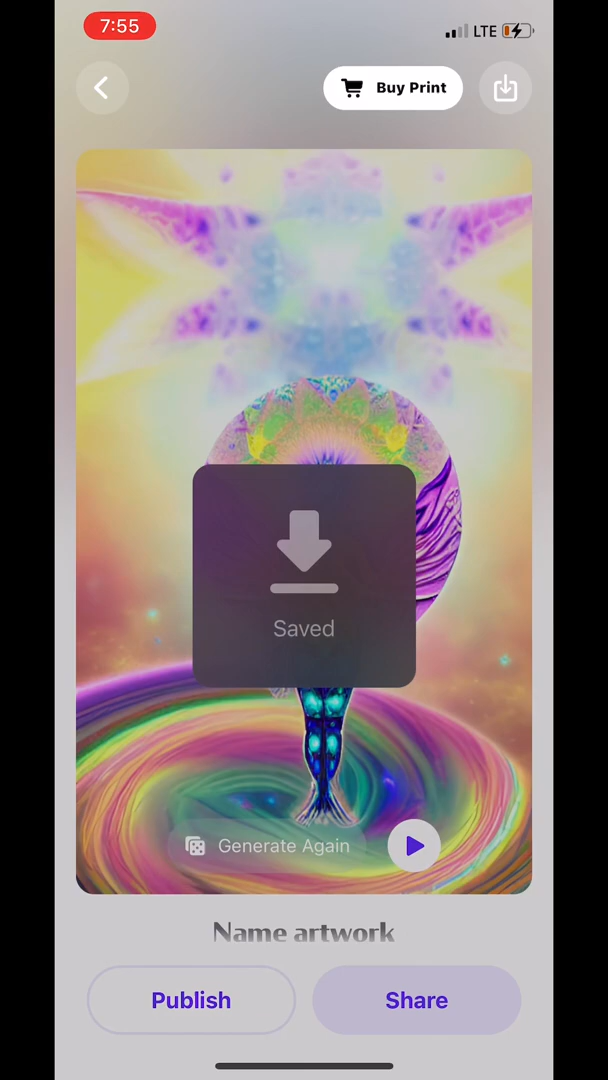 7:55
LTE
Buy Print
Saved
Generate Again
Name artwork
Publish
Share